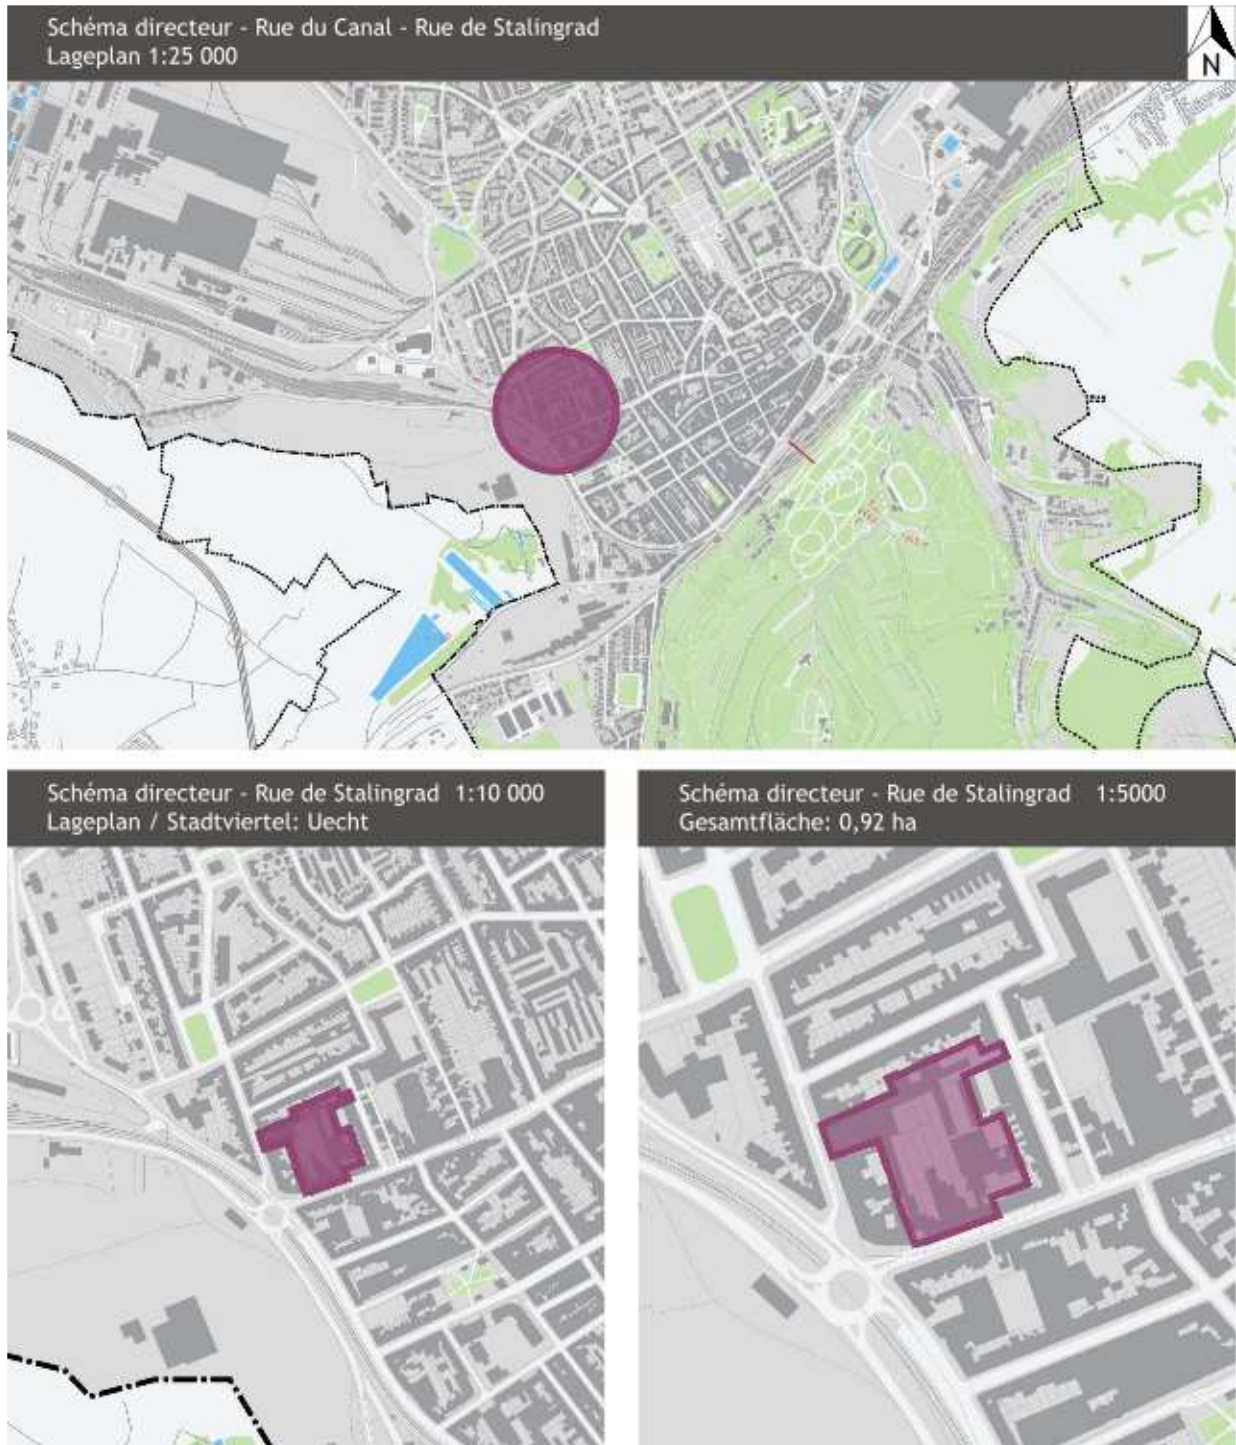 Schéma directeur - Rue du Canal - Rue de Stalingrad
Lageplan 1:25 000
N
Schéma directeur - Rue de Stalingrad 1:10 000
Lageplan / Stadtviertel: Uecht
Schéma directeur - Rue de Stalingrad 1:5000
Gesamtfläche: 0,92 ha